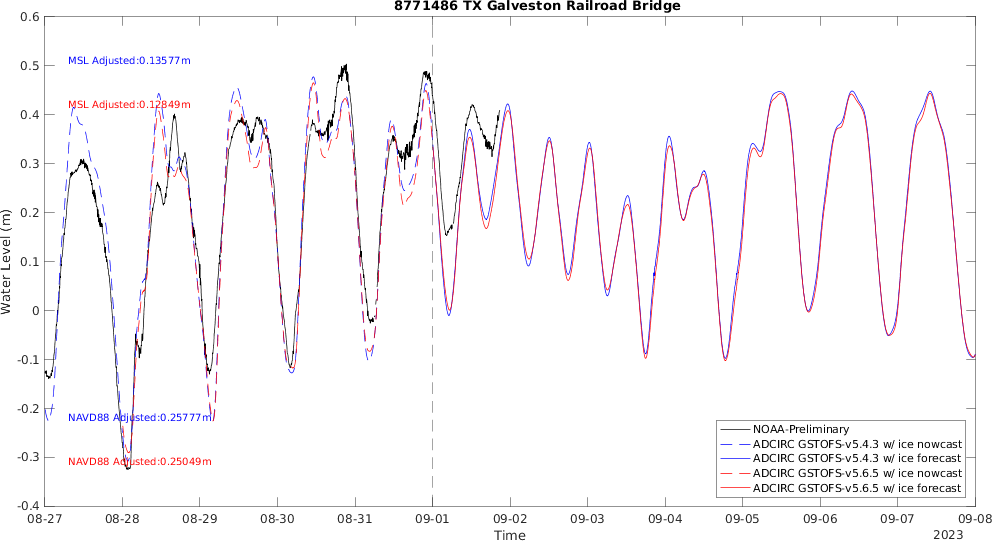 8771486 TX Galveston Railroad Bridge
0.6
0.5
0.4
0.3
0.2
0.1
0
-0.1
-0.2
-0.3
-0.4
Water Level (m)
MSL Adjusted:0.13577m
MSL Adjusted:0.12849m
NAVD88 Adjusted:0.25777m
NAVD88 Adjusted:0.25049m
NOAA-Preliminary
ADCIRC GSTOFS-v5.4.3 w/ ice nowcast
ADCIRC GSTOFS-v5.4.3 w/ ice forecast
ADCIRC GSTOFS-v5.6.5 w/ ice nowcast
ADCIRC GSTOFS-v5.6.5 w/ ice forecast
08-27 08-28 08-29 08-30 08-31 09-01 09-02 09-03 09-04 09-05 09-06 09-07 09-08
Time
2023